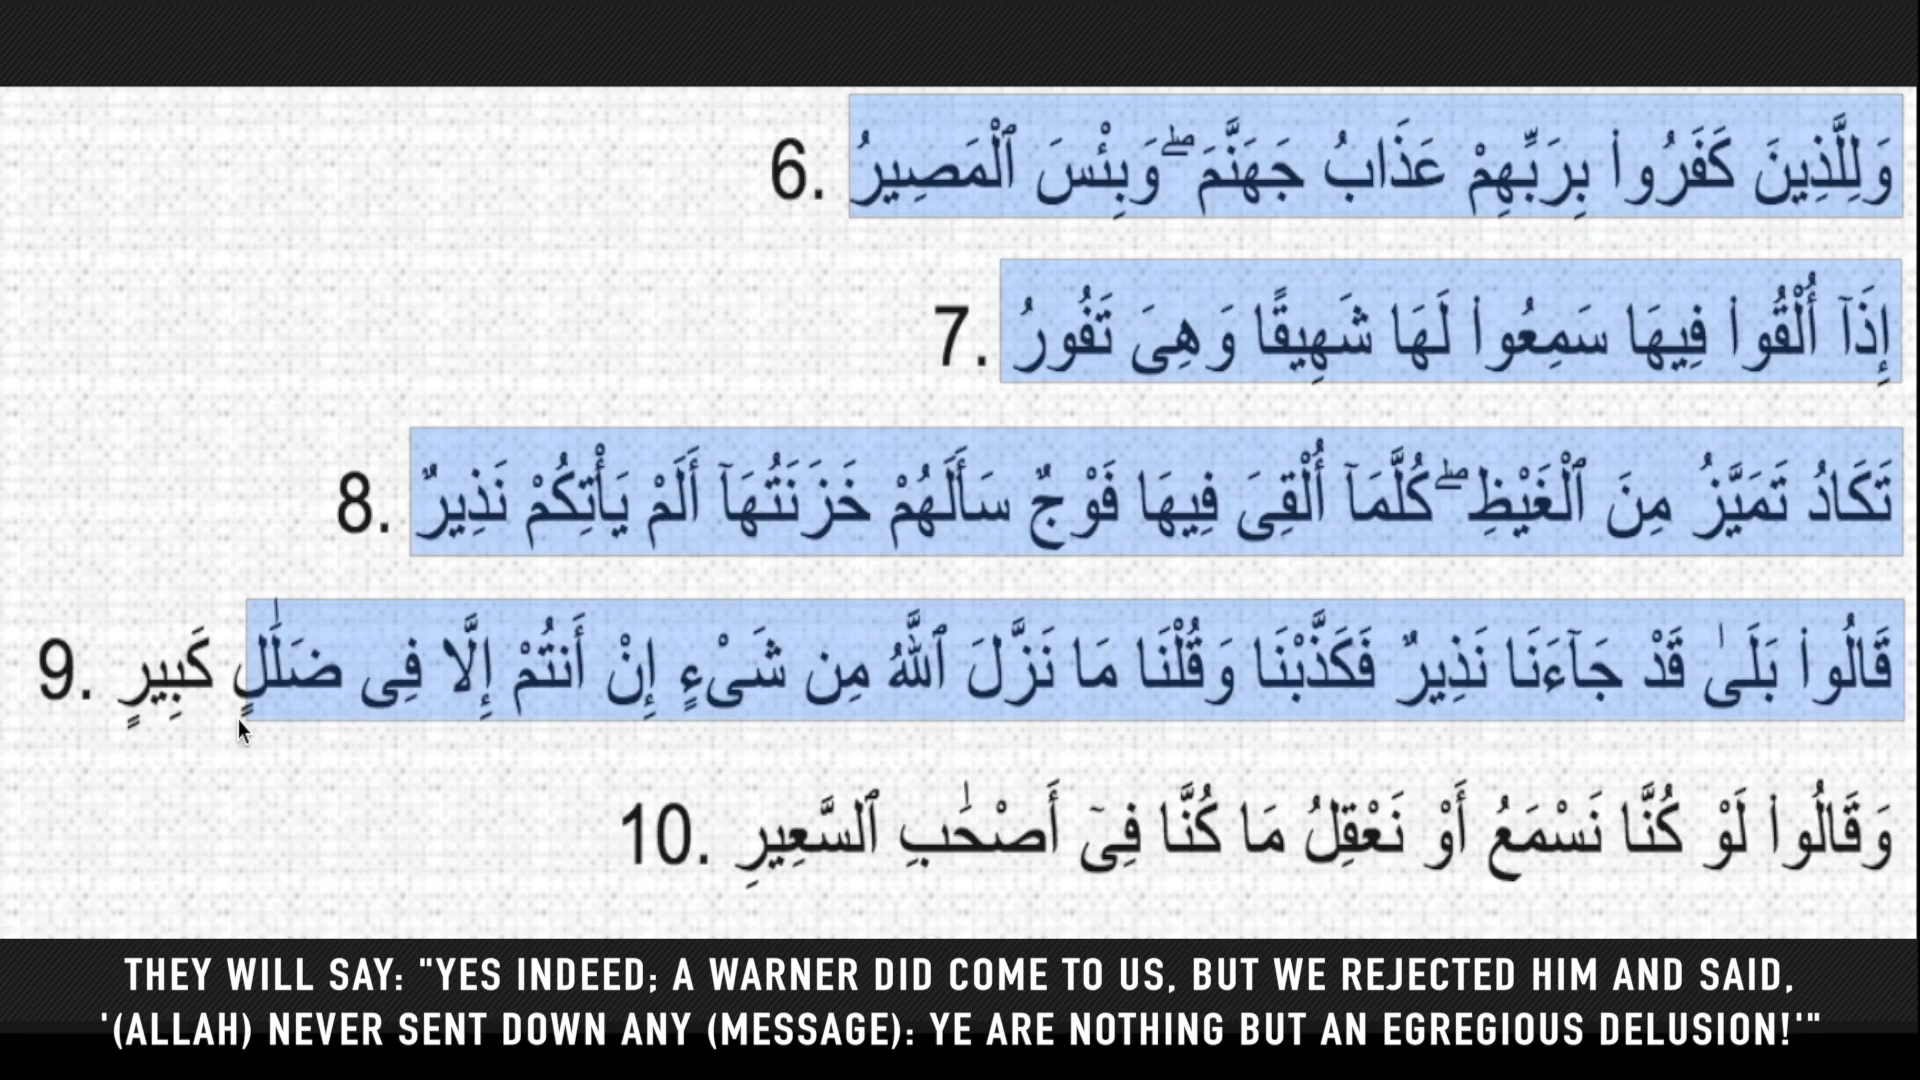 وَلِلَّذِينَ كَفَرُوا۟ بِرَبِّهِمْ عَذَابُ جَهَنَّمَ ۖ وَبِئْسَ ٱلْمَصِيرُ .6
إِذَآ أُلْقُوا۟ فِيهَا سَمِعُوا۟ لَهَا شَهِيقًا وَهِىَ تَفُورُ .7
تَكَادُ تَمَيَّزُ مِنَ ٱلْغَيْظِ ۖ كُلَّمَآ أُلْقِىَ فِيهَا فَوْجٌ سَأَلَهُمْ خَزَنَتُهَآ أَلَمْ يَأْتِكُمْ نَذِيرٌ .8
قَالُوا۟ بَلَىٰ قَدْ جَآءَنَا نَذِيرٌ فَكَذَّبْنَا وَقُلْنَا مَا نَزَّلَ ٱللَّهُ مِن شَىْءٍ إِنْ أَنتُمْ إِلَّا فِى ضَلَٰلٍ كَبِيرٍ .9
وَقَالُوا۟ لَوْ كُنَّا نَسْمَعُ أَوْ نَعْقِلُ مَا كُنَّا فِىٓ أَصْحَٰبِ ٱلسَّعِيرِ .10
THEY WILL SAY: "YES INDEED; A WARNER DID COME TO US, BUT WE REJECTED HIM AND SAID,
'(ALLAH) NEVER SENT DOWN ANY (MESSAGE): YE ARE NOTHING BUT AN EGREGIOUS DELUSION!'"